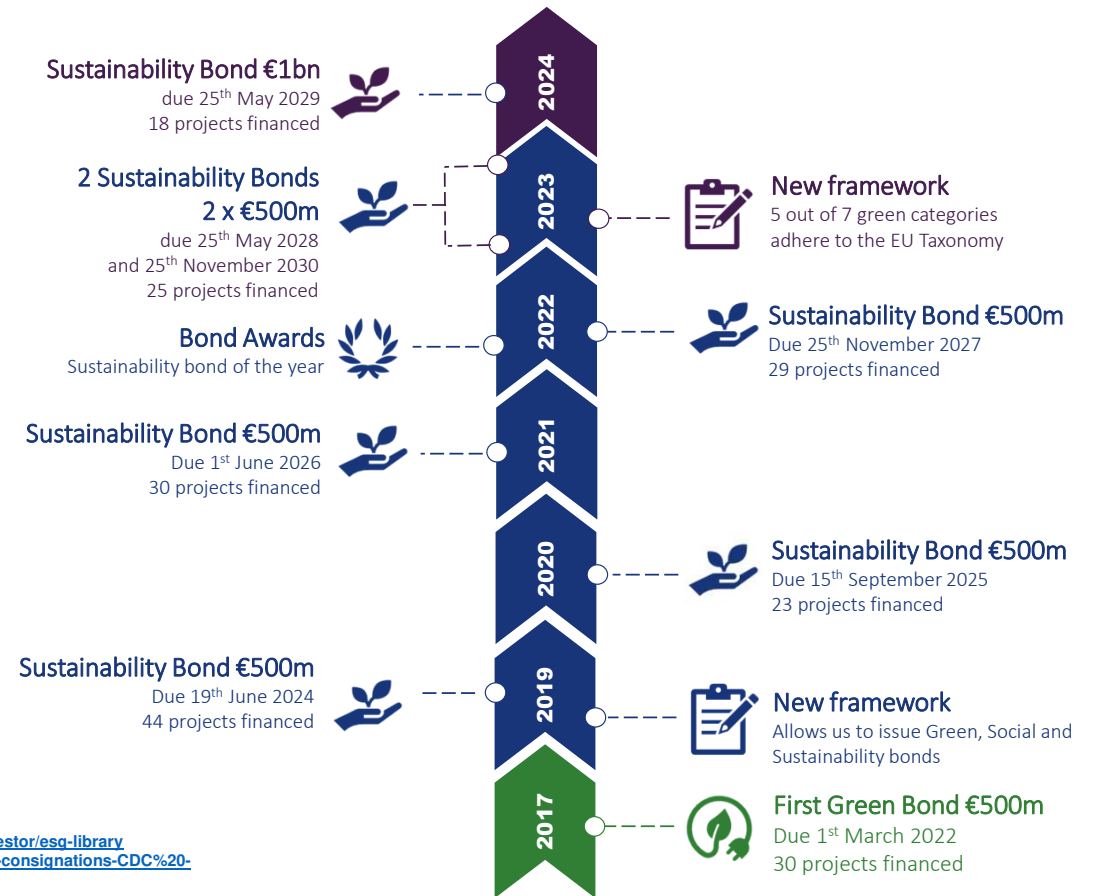 2024
Sustainability Bond €1bn
due 25th May 2029
18 projects financed
2 Sustainability Bonds
2 x €500m
due 25th May 2028
and 25th November 2030
25 projects financed
2023
New framework
5 out of 7 green categories
adhere to the EU Taxonomy
2022
Sustainability Bond €500m
Due 25th November 2027
29 projects financed
Bond Awards
Sustainability bond of the year
2021
Sustainability Bond €500m
Due 1st June 2026
30 projects financed
2020
Sustainability Bond €500m
Due 15th September 2025
23 projects financed
2019
Sustainability Bond €500m
Due 19th June 2024
44 projects financed
New framework
Allows us to issue Green, Social and
Sustainability bonds
2017
First Green Bond €500m
Due 1st March 2022
30 projects financed
estor/esg-library
-consignations-CDC%20-